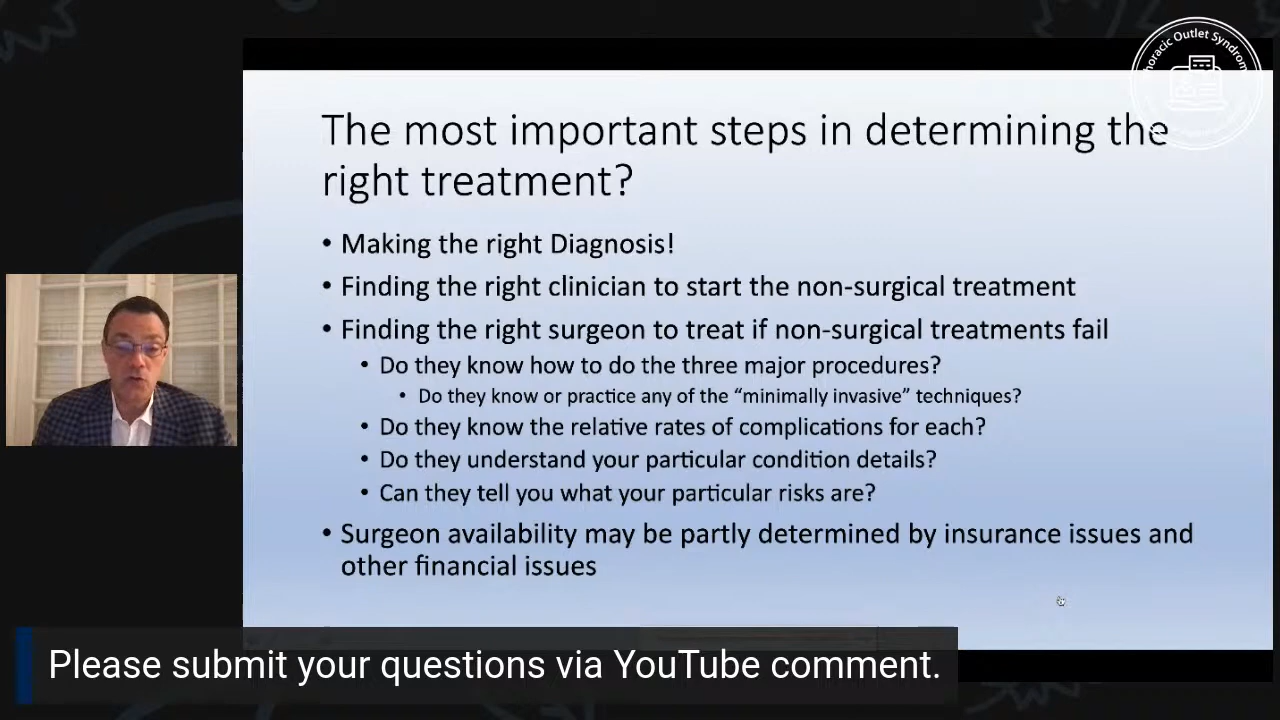 Thoracic Outlet Syndrome
The most important steps in determining the
right treatment?
• Making the right Diagnosis!
• Finding the right clinician to start the non-surgical treatment
• Finding the right surgeon to treat if non-surgical treatments fail
• Do they know how to do the three major procedures?
• Do they know or practice any of the “minimally invasive” techniques?
• Do they know the relative rates of complications for each?
• Do they understand your particular condition details?
• Can they tell you what your particular risks are?
• Surgeon availability may be partly determined by insurance issues and
other financial issues
Please submit your questions via YouTube comment.